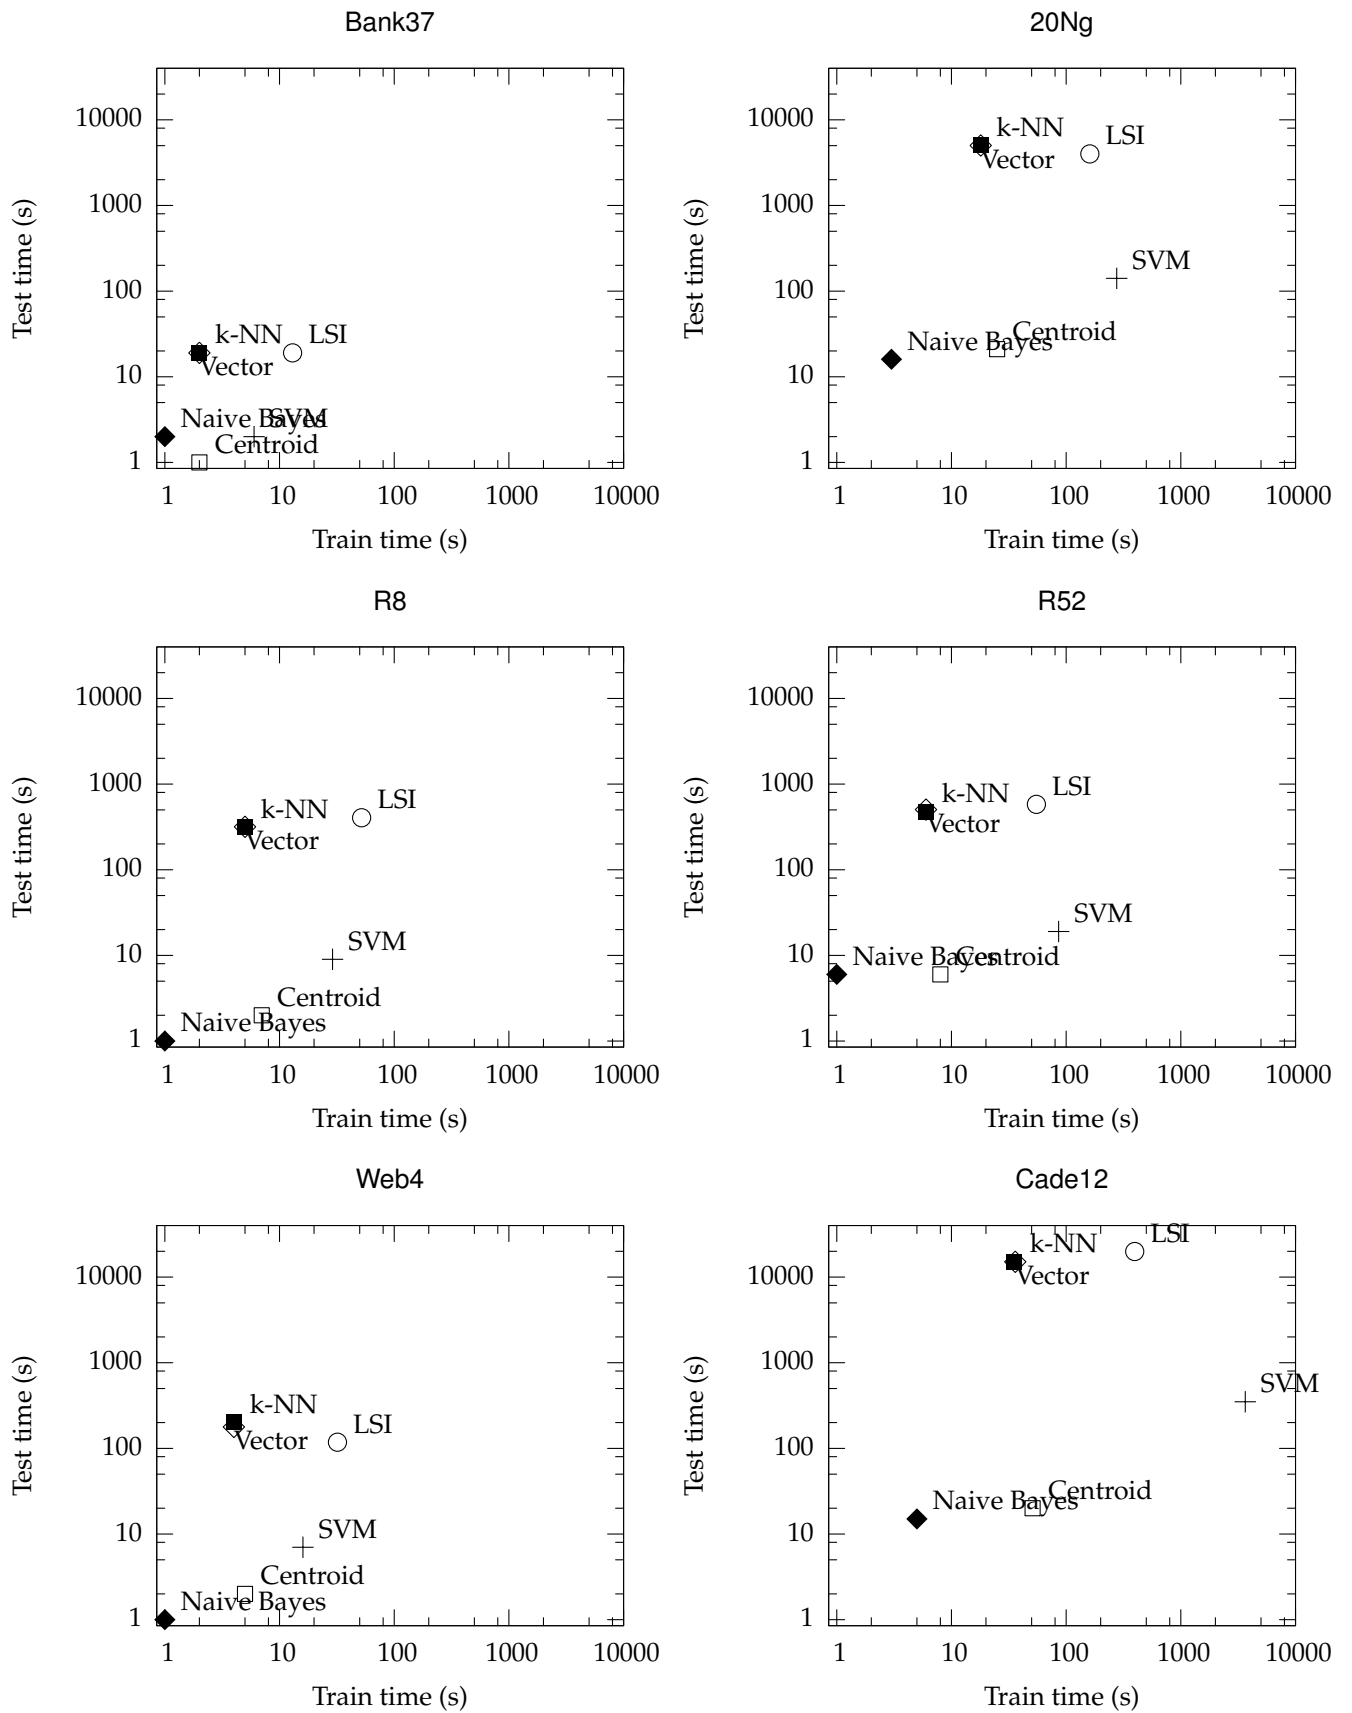 Bank37
10000
1000
100
10
1
Test time (s)
k-NN
LSI
Vector
Naive Bayes
SVM
Centroid
1 10 100 1000 10000
Train time (s)
20Ng
10000
1000
100
10
1
Test time (s)
k-NN
LSI
Vector
SVM
Centroid
Naive Bayes
1 10 100 1000 10000
Train time (s)
R8
10000
1000
100
10
1
Test time (s)
k-NN
LSI
Vector
SVM
Centroid
Naive Bayes
1 10 100 1000 10000
Train time (s)
R52
10000
1000
100
10
1
Test time (s)
k-NN
LSI
Vector
SVM
Naive Bayes
Centroid
1 10 100 1000 10000
Train time (s)
Web4
10000
1000
100
10
1
Test time (s)
k-NN
LSI
Vector
SVM
Centroid
Naive Bayes
1 10 100 1000 10000
Train time (s)
Cade12
10000
1000
100
10
1
Test time (s)
LSI
k-NN
Vector
SVM
Centroid
Naive Bayes
1 10 100 1000 10000
Train time (s)